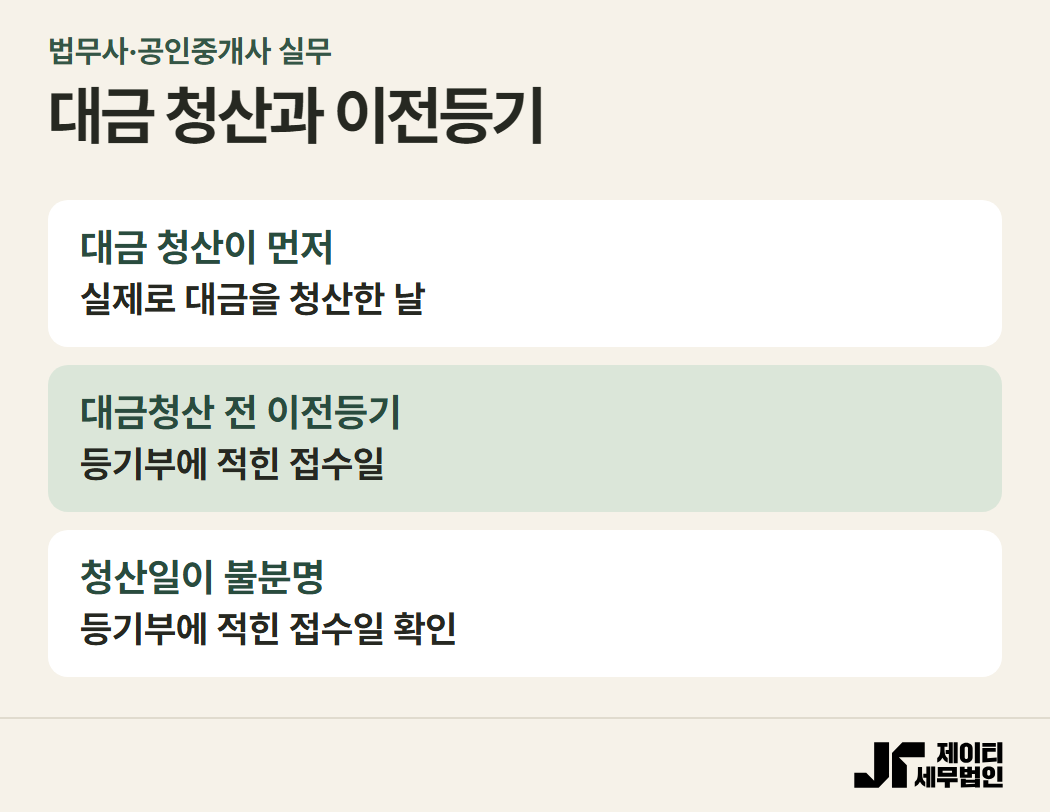 법무사·공인중개사 실무
대금 청산과 이전등기
대금 청산이 먼저
실제로 대금을 청산한 날
대금청산 전 이전등기
등기부에 적힌 접수일
청산일이 불분명
등기부에 적힌 접수일 확인
제이티
세무법인